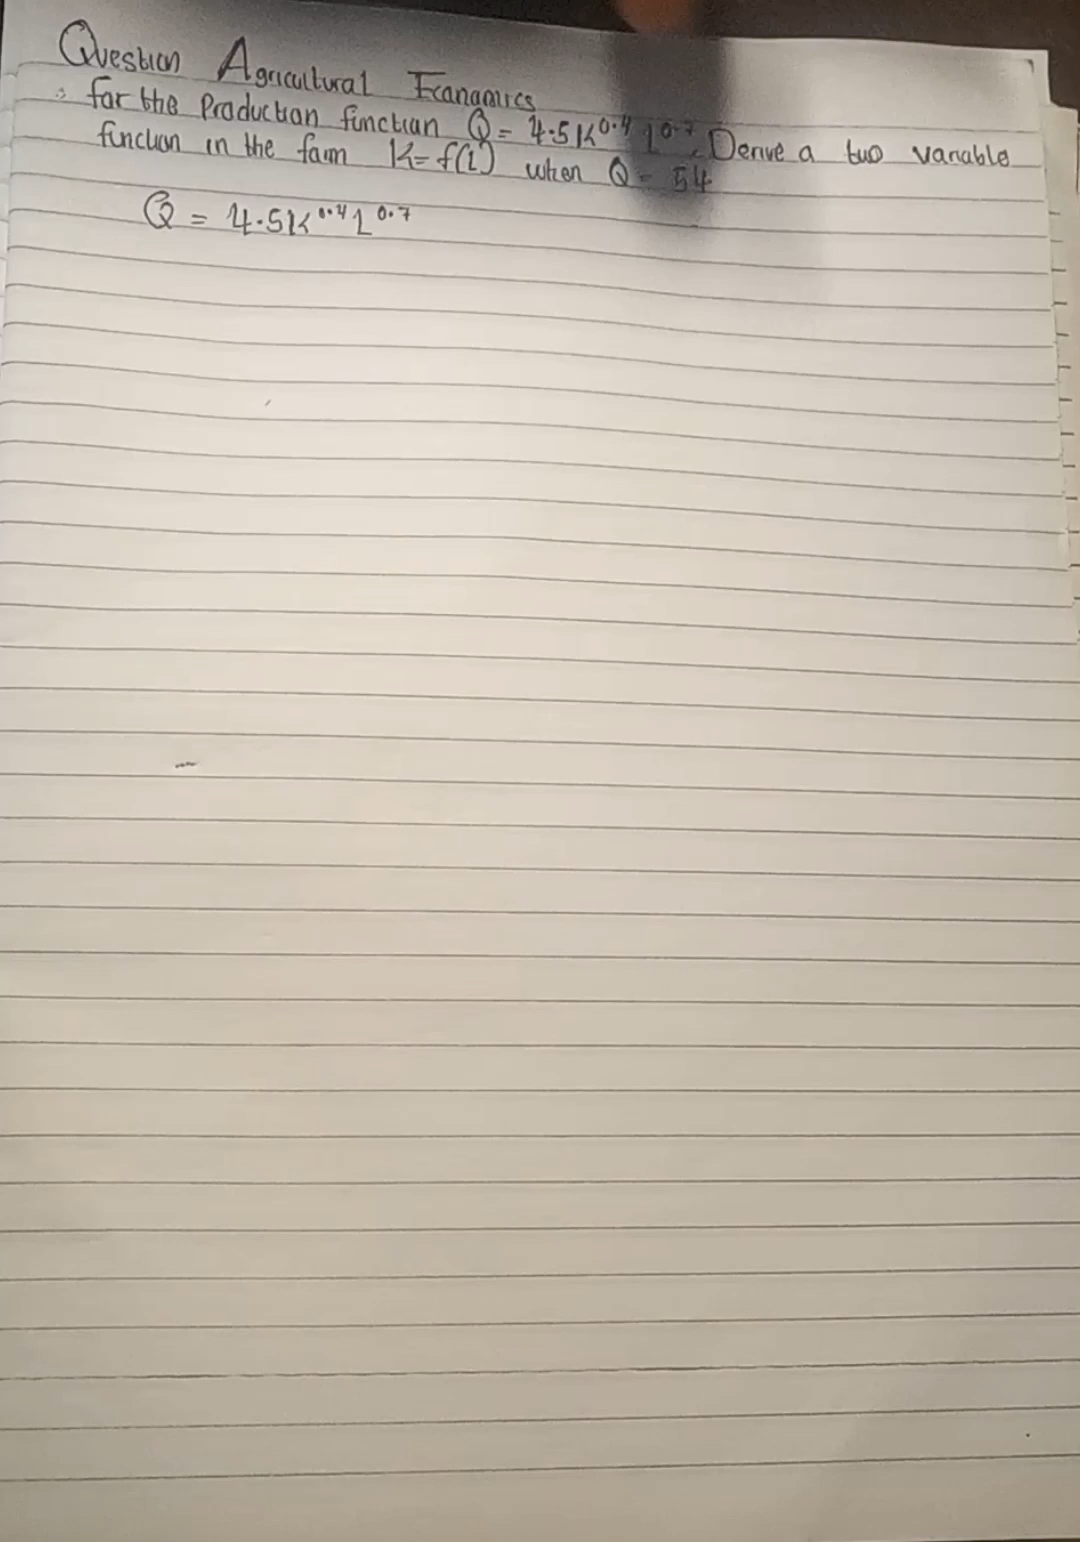 Question Agricultural Economics
: for the Production function Q = 4.5K^0.4 L^0.7. Derive a two variable
function in the form K = f(L) when Q = 54
Q = 4.5K^0.4 L^0.7